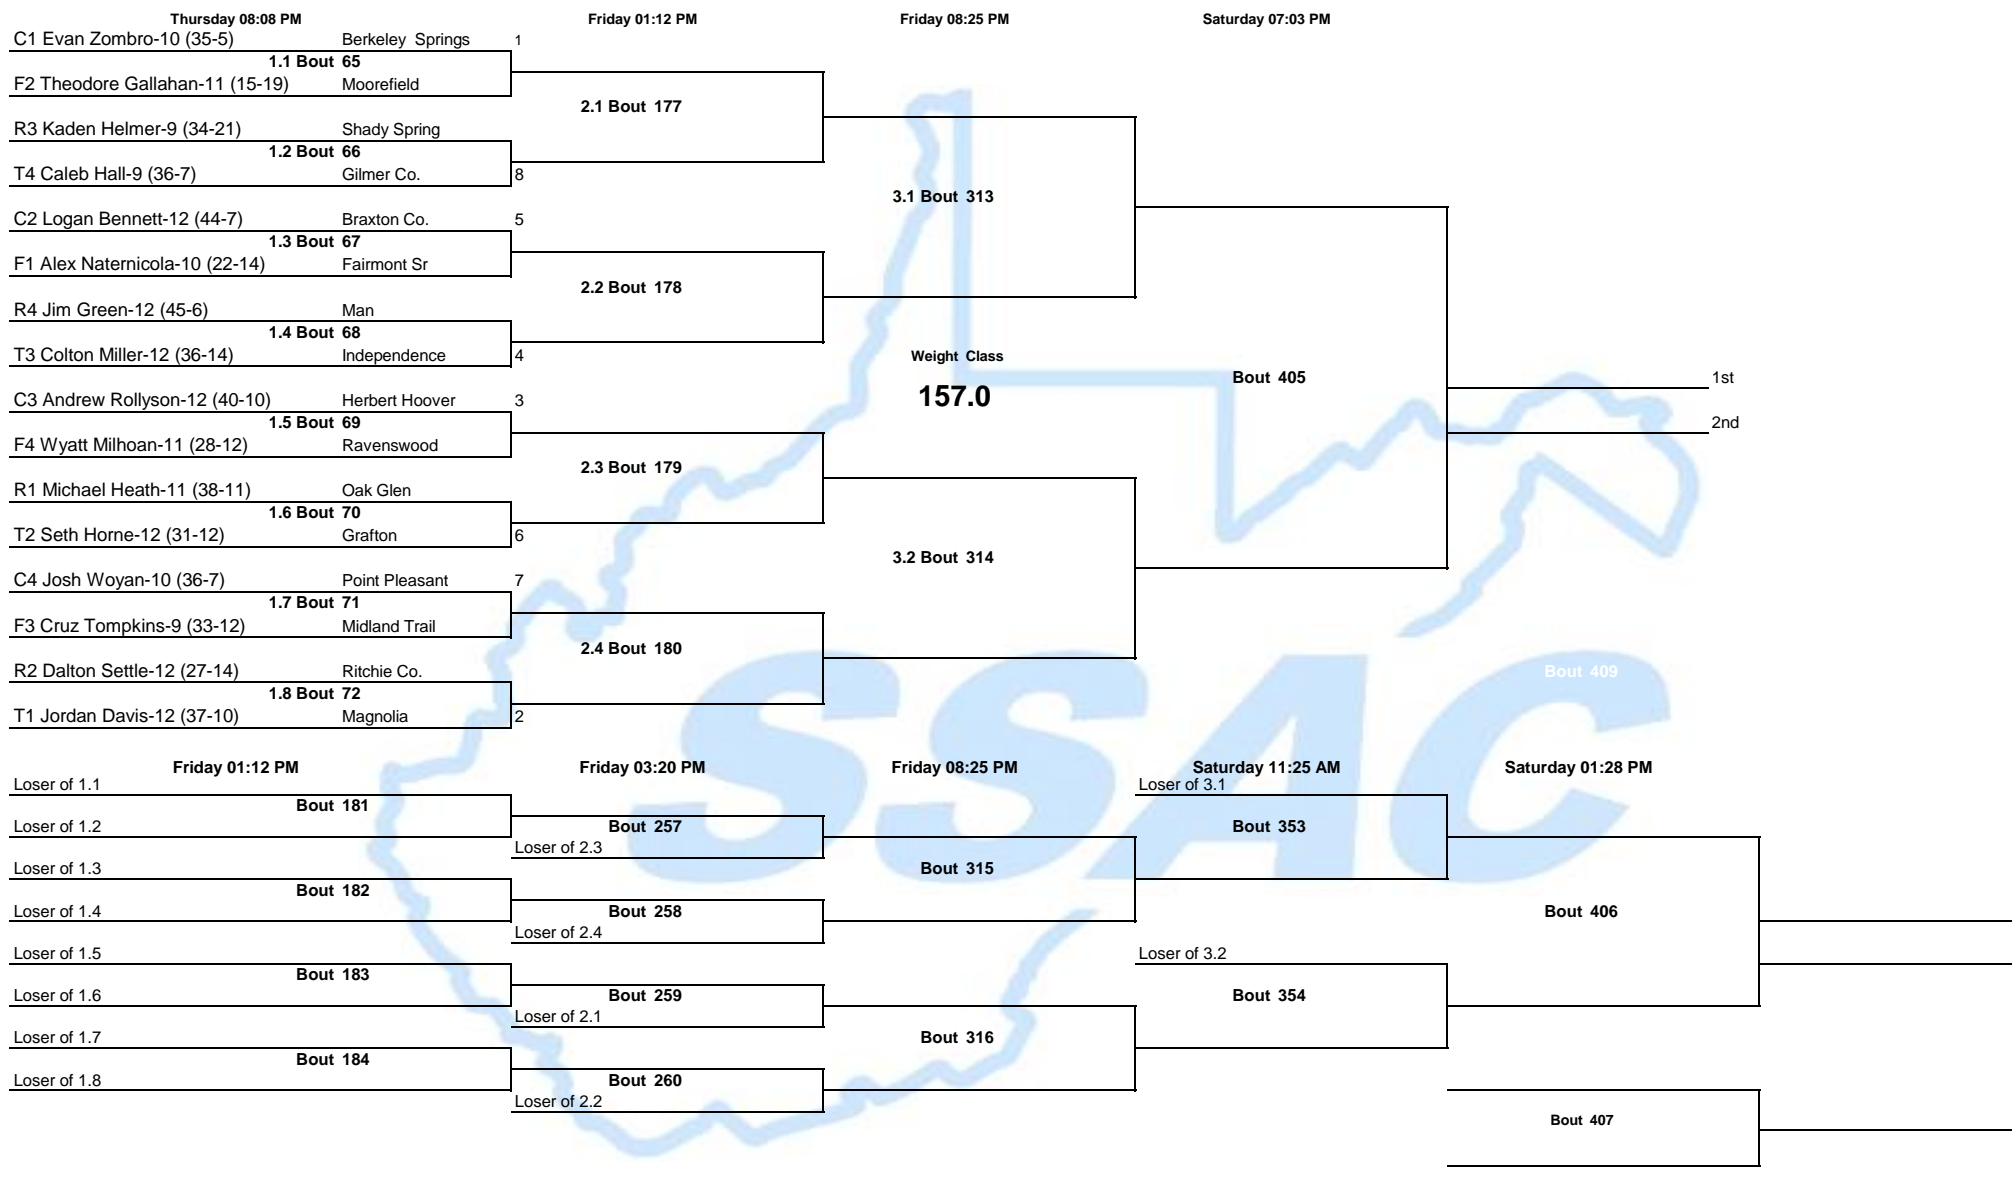 Thursday 08:08 PM Friday 01:12 PM Friday 08:25 PM Saturday 07:03 PM
C1 Evan Zombro-10 (35-5) Berkeley Springs 1
1.1 Bout 65
F2 Theodore Gallahan-11 (15-19) Moorefield
2.1 Bout 177
R3 Kaden Helmer-9 (34-21) Shady Spring
1.2 Bout 66
T4 Caleb Hall-9 (36-7) Gilmer Co. 8
3.1 Bout 313
C2 Logan Bennett-12 (44-7) Braxton Co. 5
1.3 Bout 67
F1 Alex Naternicola-10 (22-14) Fairmont Sr
2.2 Bout 178
R4 Jim Green-12 (45-6) Man
1.4 Bout 68
T3 Colton Miller-12 (36-14) Independence 4
Weight Class
Bout 405 1st
157.0
C3 Andrew Rollyson-12 (40-10) Herbert Hoover 3
1.5 Bout 69 2nd
F4 Wyatt Milhoan-11 (28-12) Ravenswood
2.3 Bout 179
R1 Michael Heath-11 (38-11) Oak Glen
1.6 Bout 70
T2 Seth Horne-12 (31-12) Grafton 6
3.2 Bout 314
C4 Josh Woyan-10 (36-7) Point Pleasant 7
1.7 Bout 71
F3 Cruz Tompkins-9 (33-12) Midland Trail
2.4 Bout 180
R2 Dalton Settle-12 (27-14) Ritchie Co. Bout 409
1.8 Bout 72
T1 Jordan Davis-12 (37-10) Magnolia 2
SSAC
Friday 01:12 PM Friday 03:20 PM Friday 08:25 PM Saturday 11:25 AM Saturday 01:28 PM
Loser of 1.1 Loser of 3.1
Bout 181
Loser of 1.2 Bout 257 Bout 353
Loser of 2.3
Loser of 1.3 Bout 315
Bout 182
Loser of 1.4 Bout 258 Bout 406
Loser of 2.4
Loser of 1.5 Loser of 3.2
Bout 183
Loser of 1.6 Bout 259 Bout 354
Loser of 2.1
Loser of 1.7 Bout 316
Bout 184
Loser of 1.8 Bout 260
Loser of 2.2
Bout 407